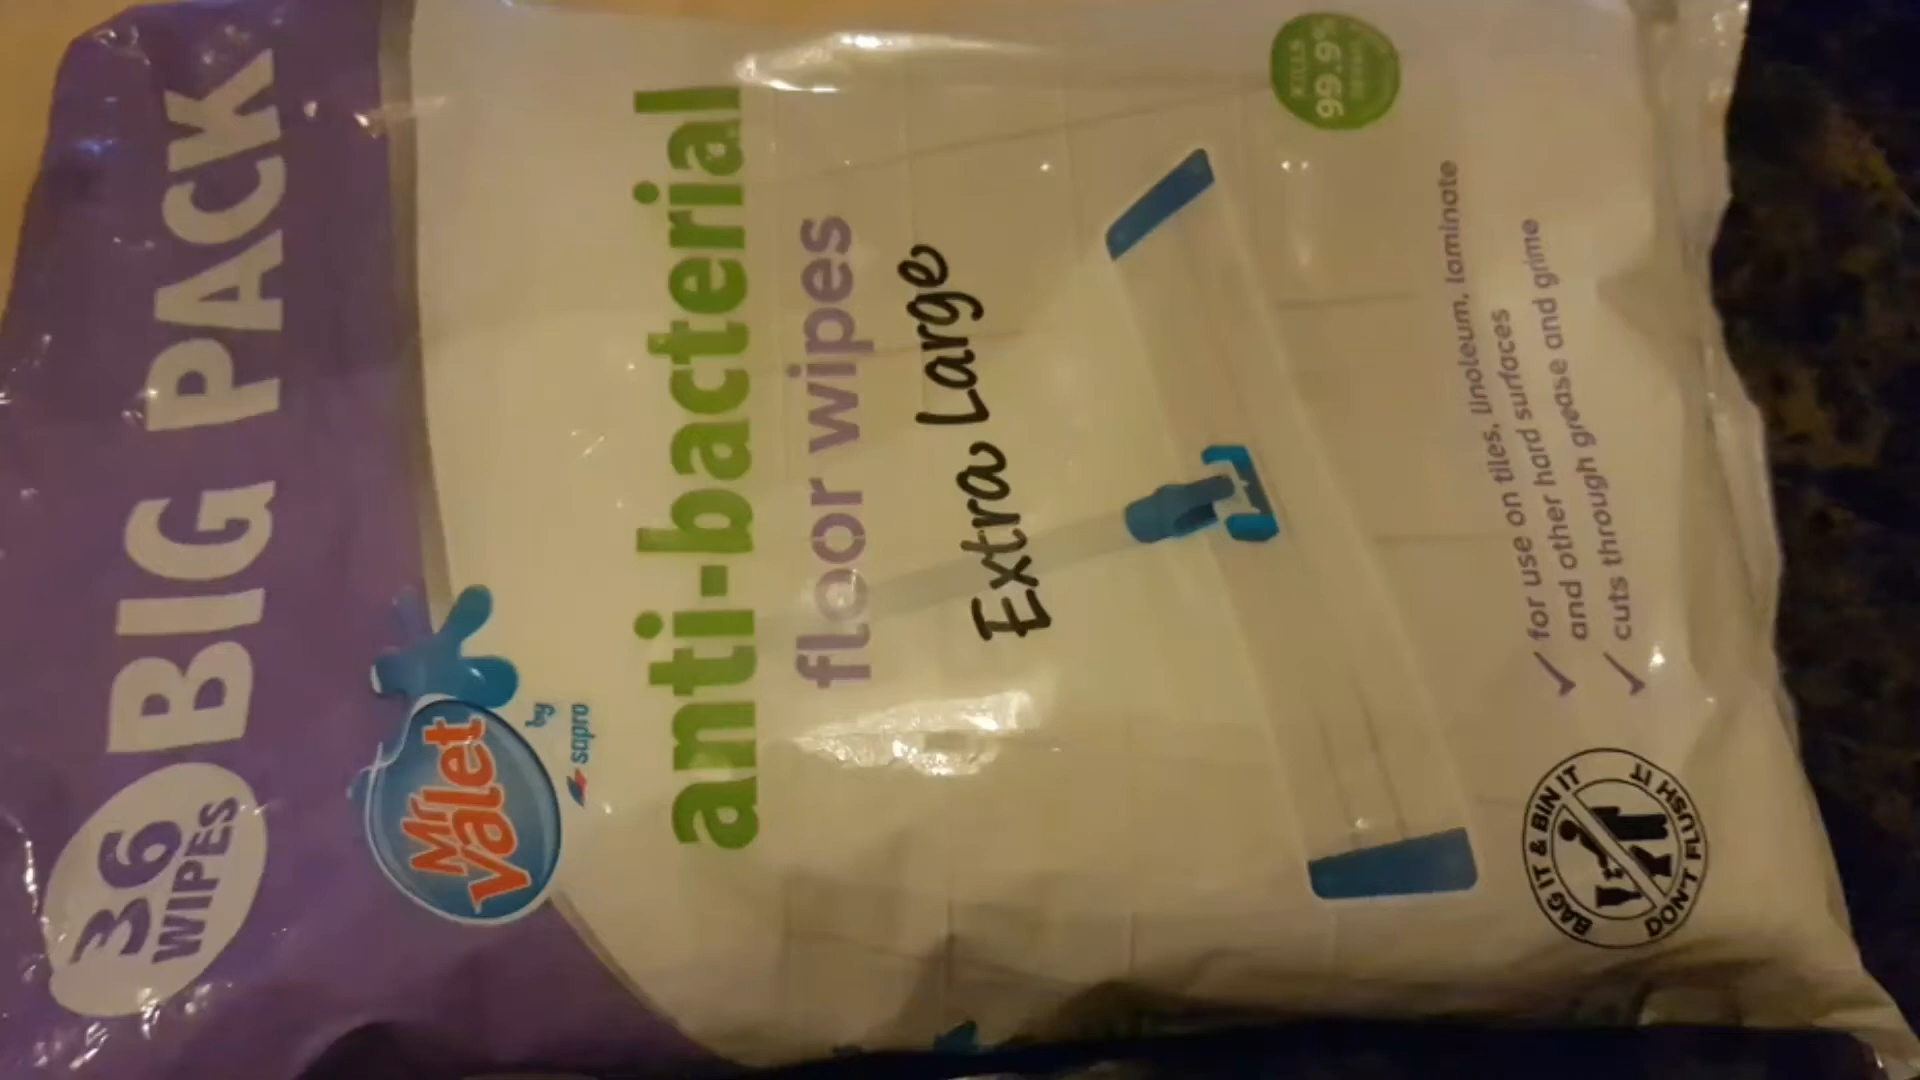 36
WIPES
BIG PACK
Mr
Valet
by
sapro
anti-bacterial
floor wipes
Extra Large
KILLS
99.9%
✓ for use on tiles, linoleum, laminate
and other hard surfaces
✓ cuts through grease and grime
BAG IT & BIN IT
DON'T FLUSH IT